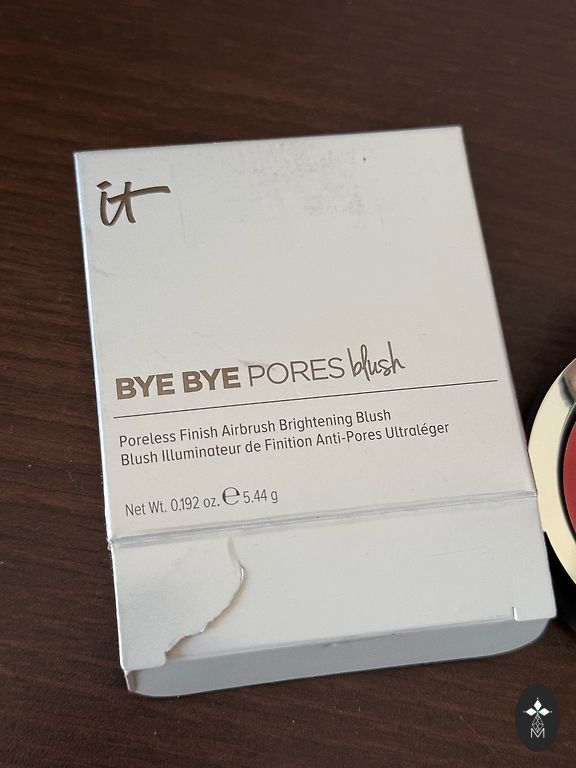 it
BYE BYE PORES blush
Poreless Finish Airbrush Brightening Blush
Blush Illuminateur de Finition Anti-Pores Ultraléger
Net Wt. 0.192 oz. ℮ 5.44 g
M